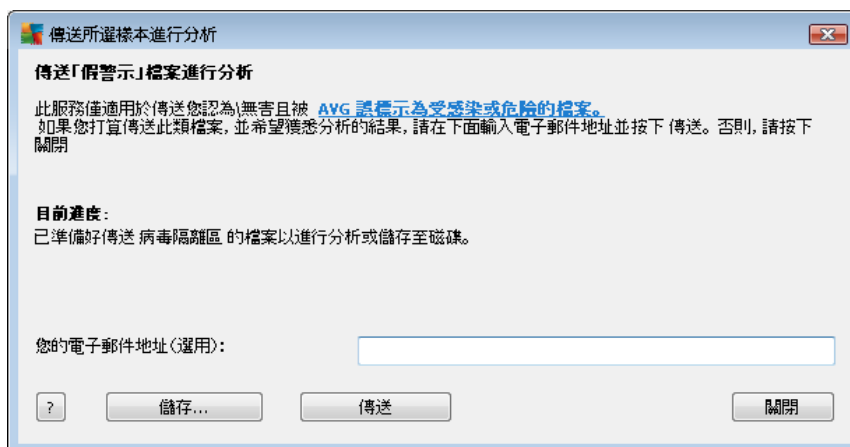 傳送所選樣本進行分析
傳送「假警示」檔案進行分析
此服務僅適用於傳送您認為\無害且被 AVG 誤標示為受感染或危險的檔案。
如果您打算傳送此類檔案, 並希望獲悉分析的結果, 請在下面輸入電子郵件地址並按下 傳送。否則, 請按下
關閉
目前進度:
已準備好傳送 病毒隔離區 的檔案以進行分析或儲存至磁碟。
您的電子郵件地址(選用):
? 儲存... 傳送 關閉